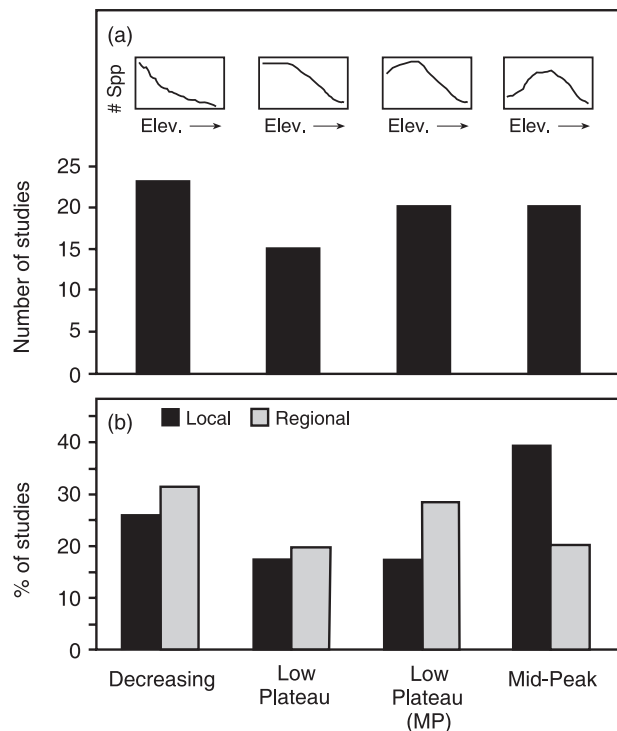 (a)
# Spp
Elev. → Elev. → Elev. → Elev. →
Number of studies
25
20
15
10
5
0
(b)
Local Regional
% of studies
40
30
20
10
0
Decreasing
Low
Plateau
Low
Plateau
(MP)
Mid-Peak